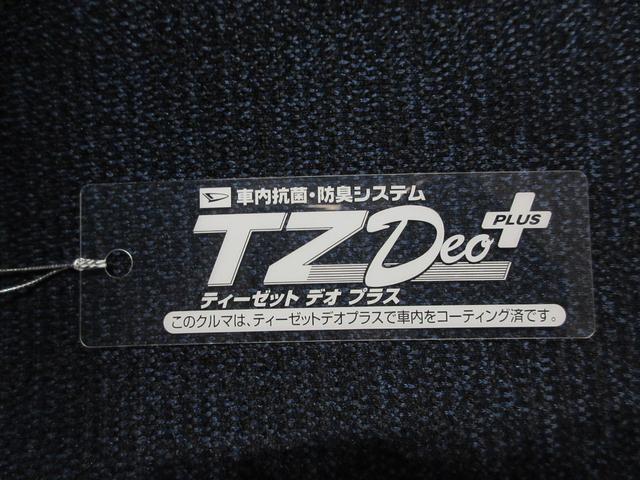 車内抗菌・防臭システム
TZ Deo PLUS
ティーゼット デオ プラス
このクルマは、ティーゼットデオプラスで車内をコーティング済です。